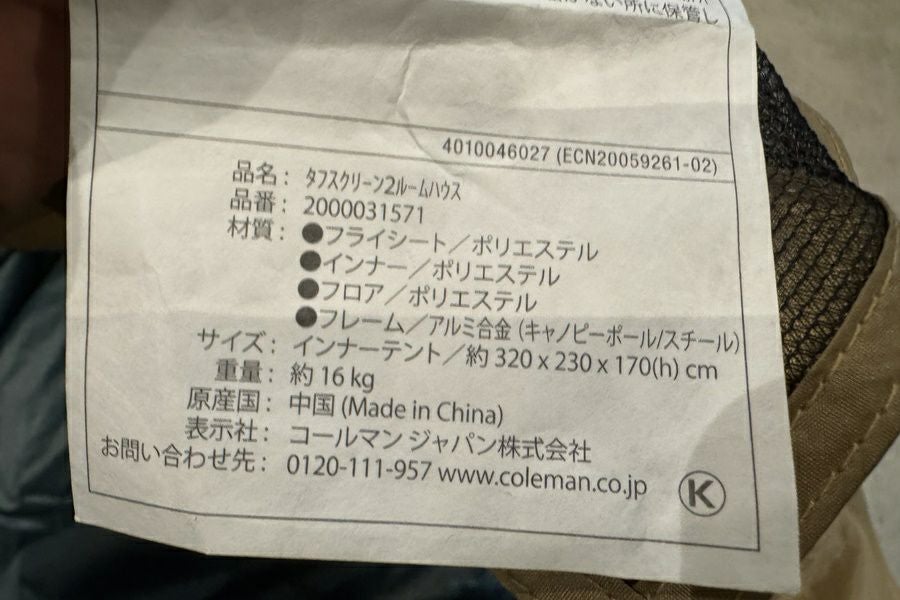 ない所に保管し
4010046027 (ECN20059261-02)
品名： タフスクリーン2ルームハウス
品番： 2000031571
材質： ●フライシート／ポリエステル
●インナー／ポリエステル
●フロア／ポリエステル
●フレーム／アルミ合金 (キャノピーポール/スチール)
サイズ： インナーテント／約 320 x 230 x 170(h) cm
重量： 約 16 kg
原産国： 中国 (Made in China)
表示社： コールマン ジャパン株式会社
お問い合わせ先： 0120-111-957 www.coleman.co.jp
K